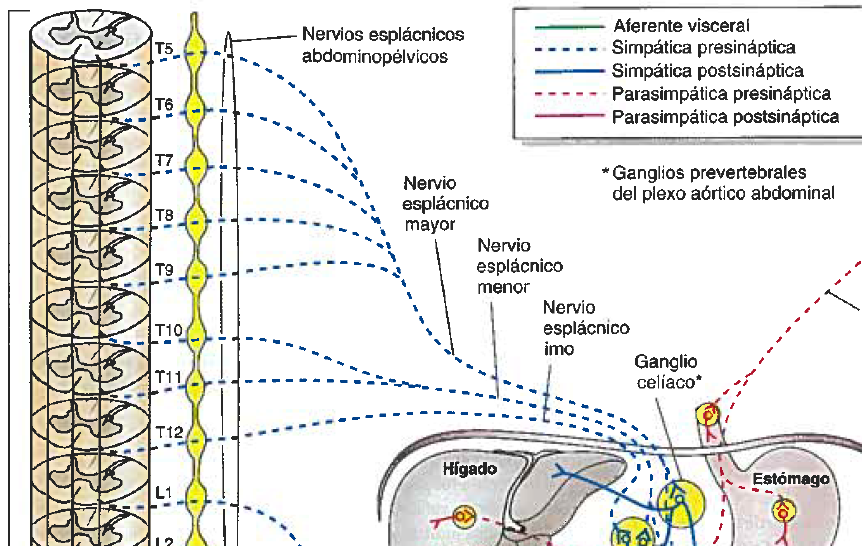 T5
T6
T7
T8
T9
T10
T11
T12
L1
L2
Nervios esplácnicos
abdominopélvicos
Aferente visceral
Simpática presináptica
Simpática postsináptica
Parasimpática presináptica
Parasimpática postsináptica
*Ganglios prevertebrales
del plexo aórtico abdominal
Nervio
esplácnico
mayor
Nervio
esplácnico
menor
Nervio
esplácnico
imo
Ganglio
celíaco*
Hígado
Estómago